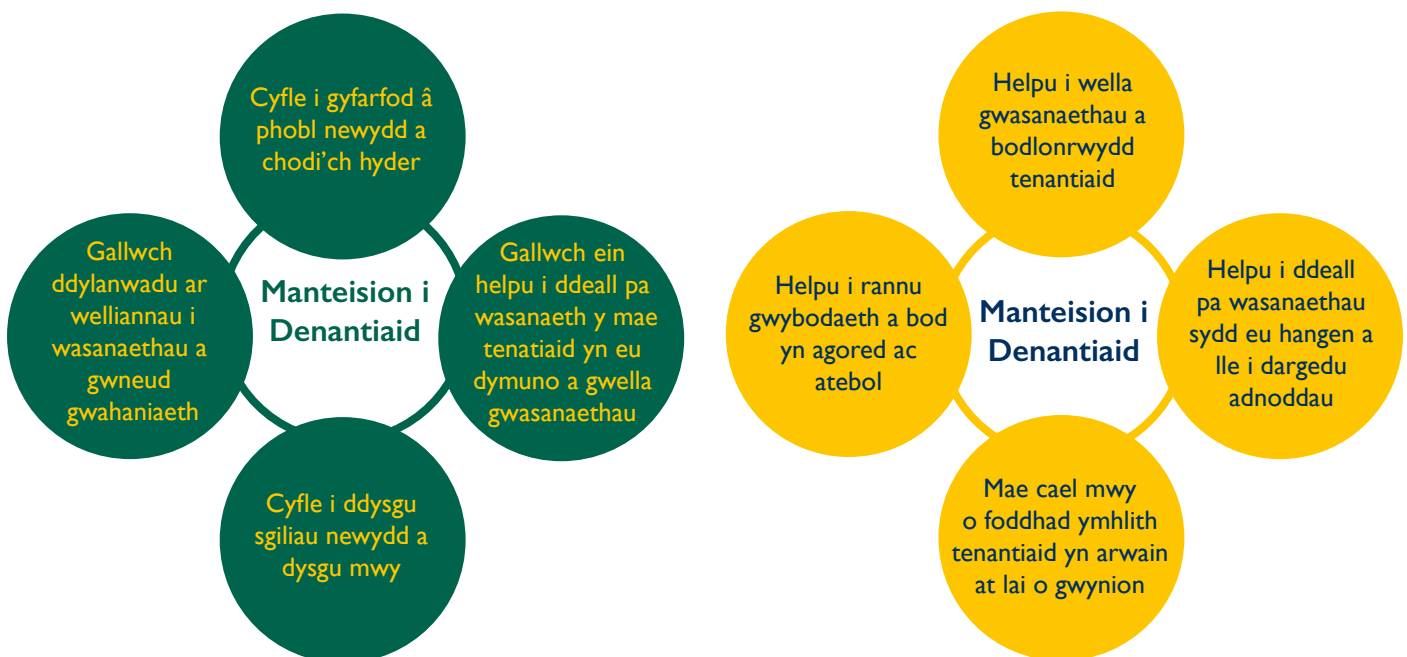 Cyfle i gyfarfod â
phobl newydd a
chodi'ch hyder
Gallwch
ddylanwadu ar
welliannau i
wasanaethau a
gwneud
gwahaniaeth
Manteision i
Denantiaid
Gallwch ein
helpu i ddeall pa
wasanaeth y mae
tenatiaid yn eu
dymuno a gwella
gwasanaethau
Cyfle i ddysgu
sgiliau newydd a
dysgu mwy
Helpu i wella
gwasanaethau a
bodlonrwydd
tenantiaid
Helpu i rannu
gwybodaeth a bod
yn agored ac
atebol
Manteision i
Denantiaid
Helpu i ddeall
pa wasanaethau
sydd eu hangen a
lle i dargedu
adnoddau
Mae cael mwy
o foddhad ymhlith
tenantiaid yn arwain
at lai o gwynion